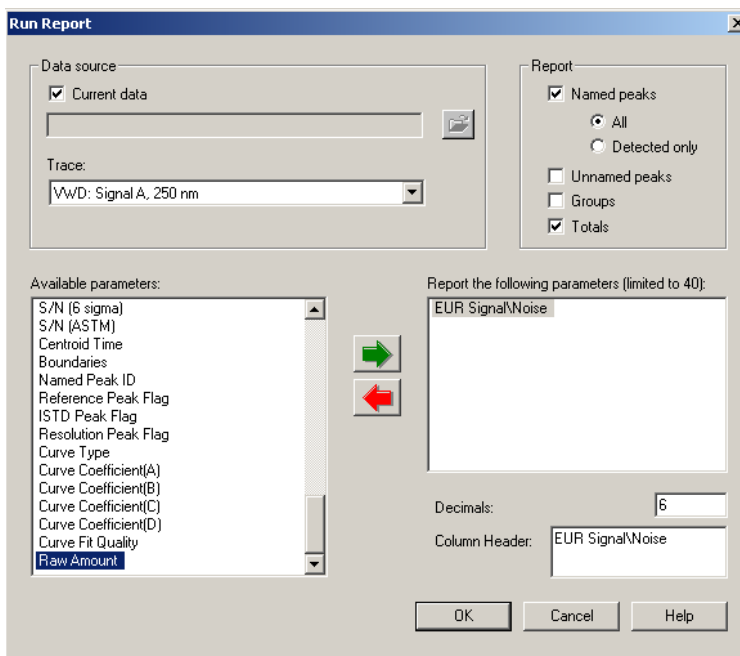 Run Report
Data source
Current data
Trace:
VWD: Signal A, 250 nm
Report
Named peaks
All
Detected only
Unnamed peaks
Groups
Totals
Available parameters:
S/N (6 sigma)
S/N (ASTM)
Centroid Time
Boundaries
Named Peak ID
Reference Peak Flag
ISTD Peak Flag
Resolution Peak Flag
Curve Type
Curve Coefficient(A)
Curve Coefficient(B)
Curve Coefficient(C)
Curve Coefficient(D)
Curve Fit Quality
Raw Amount
Report the following parameters (limited to 40):
EUR Signal\Noise
Decimals: 6
Column Header: EUR Signal\Noise
OK Cancel Help